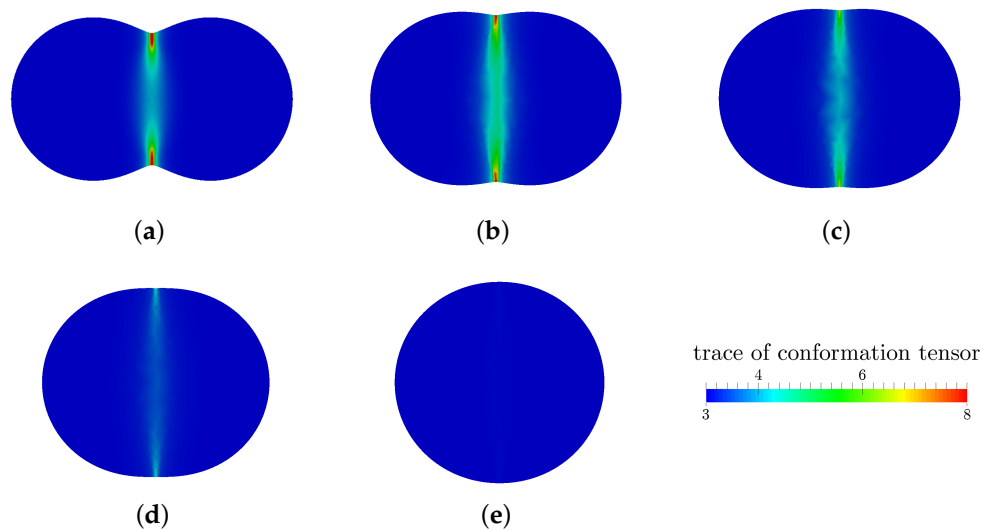 (a)
(b)
(c)
trace of conformation tensor
4 6
3 8
(d)
(e)